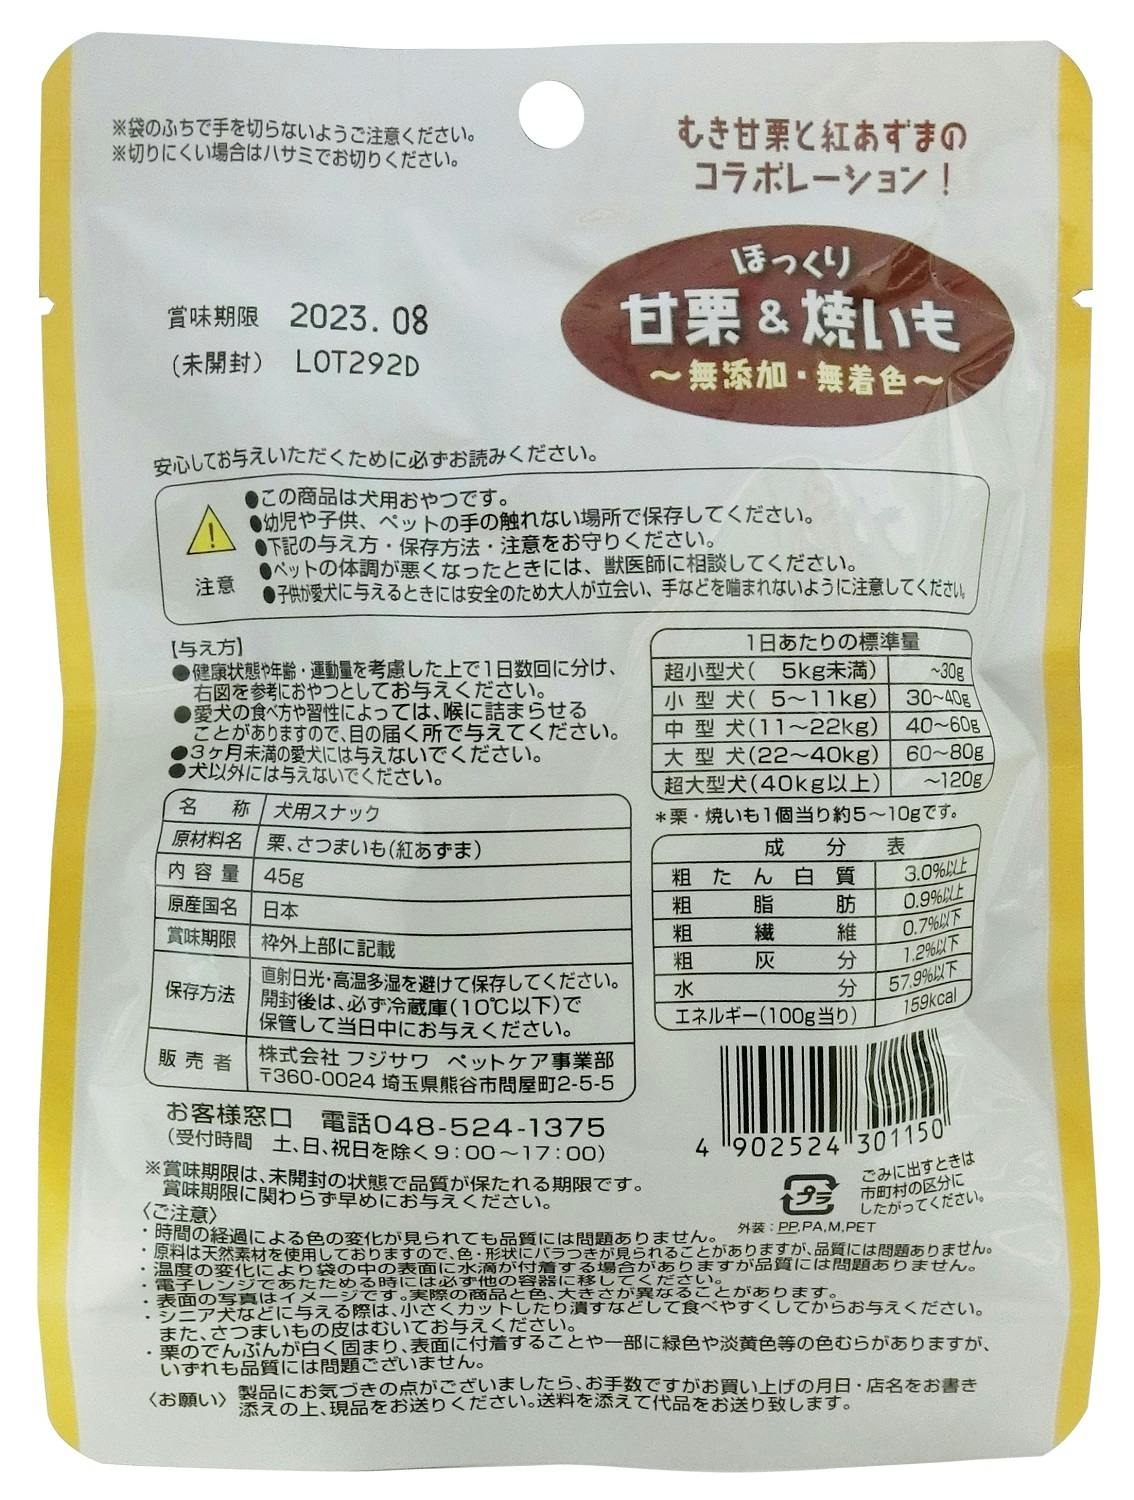 ※袋のふちで手を切らないようご注意ください。
※切りにくい場合はハサミでお切りください。
むき甘栗と紅あずまの
コラボレーション！
ほっくり
甘栗＆焼いも
〜無添加・無着色〜
賞味期限 2023.08
(未開封) LOT292D
安心してお与えいただくために必ずお読みください。
注意
●この商品は犬用おやつです。
●幼児や子供、ペットの手の触れない場所で保存してください。
●下記の与え方・保存方法・注意をお守りください。
●ペットの体調が悪くなったときには、獣医師に相談してください。
●子供が愛犬に与えるときには安全のため大人が立会い、手などを噛まれないように注意してください。
【与え方】
●健康状態や年齢・運動量を考慮した上で1日数回に分け、
右図を参考におやつとしてお与えください。
●愛犬の食べ方や習性によっては、喉に詰まらせる
ことがありますので、目の届く所で与えてください。
●3ヶ月未満の愛犬には与えないでください。
●犬以外には与えないでください。
1日あたりの標準量
超小型犬( 5kg未満) 〜30g
小型犬( 5〜11kg) 30〜40g
中型犬(11〜22kg) 40〜60g
大型犬(22〜40kg) 60〜80g
超大型犬(40kg以上) 〜120g
＊栗・焼いも1個当り約5〜10gです。
名称 犬用スナック
原材料名 栗、さつまいも(紅あずま)
内容量 45g
原産国名 日本
賞味期限 枠外上部に記載
保存方法 直射日光・高温多湿を避けて保存してください。
開封後は、必ず冷蔵庫(10℃以下)で
保管して当日中にお与えください。
販売者 株式会社 フジサワ ペットケア事業部
〒360-0024 埼玉県熊谷市問屋町2-5-5
成分表
粗たん白質 3.0%以上
粗脂肪 0.9%以上
粗繊維 0.7%以下
粗灰分 1.2%以下
水分 57.9%以下
エネルギー(100g当り) 159kcal
お客様窓口 電話048-524-1375
(受付時間 土、日、祝日を除く9：00〜17：00)
4 902524 301150
プラ
ごみに出すときは
市町村の区分に
したがってください。
外装：PP,PA,M,PET
※賞味期限は、未開封の状態で品質が保たれる期限です。
賞味期限に関わらず早めにお与えください。
〈ご注意〉
・時間の経過による色の変化が見られても品質には問題ありません。
・原料は天然素材を使用しておりますので、色・形状にバラつきが見られることがありますが、品質には問題ありません。
・温度の変化により袋の中の表面に水滴が付着する場合がありますが品質には問題ありません。
・電子レンジであたためる時には必ず他の容器に移してください。
・表面の写真はイメージです。実際の商品と色、大きさが異なることがあります。
・シニア犬などに与える際は、小さくカットしたり潰すなどして食べやすくしてからお与えください。
また、さつまいもの皮はむいてお与えください。
・栗のでんぷんが白く固まり、表面に付着することや一部に緑色や淡黄色等の色むらがありますが、
いずれも品質には問題ございません。
〈お願い〉 製品にお気づきの点がございましたら、お手数ですがお買い上げの月日・店名をお書き
添えの上、現品をお送りください。送料を添えて代品をお送り致します。